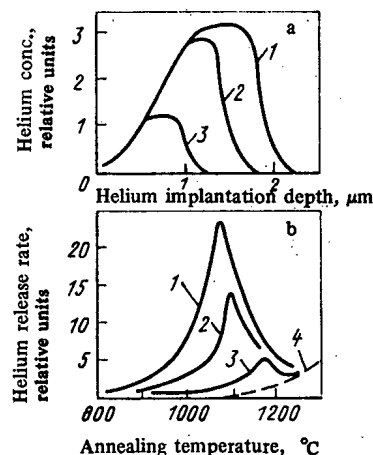 Helium conc.,
relative units
3
2
1
0
a
1
2
3
1
2
Helium implantation depth, μm
Helium release rate,
relative units
20
15
10
5
b
1
2
3
4
800
1000
1200
Annealing temperature, °C